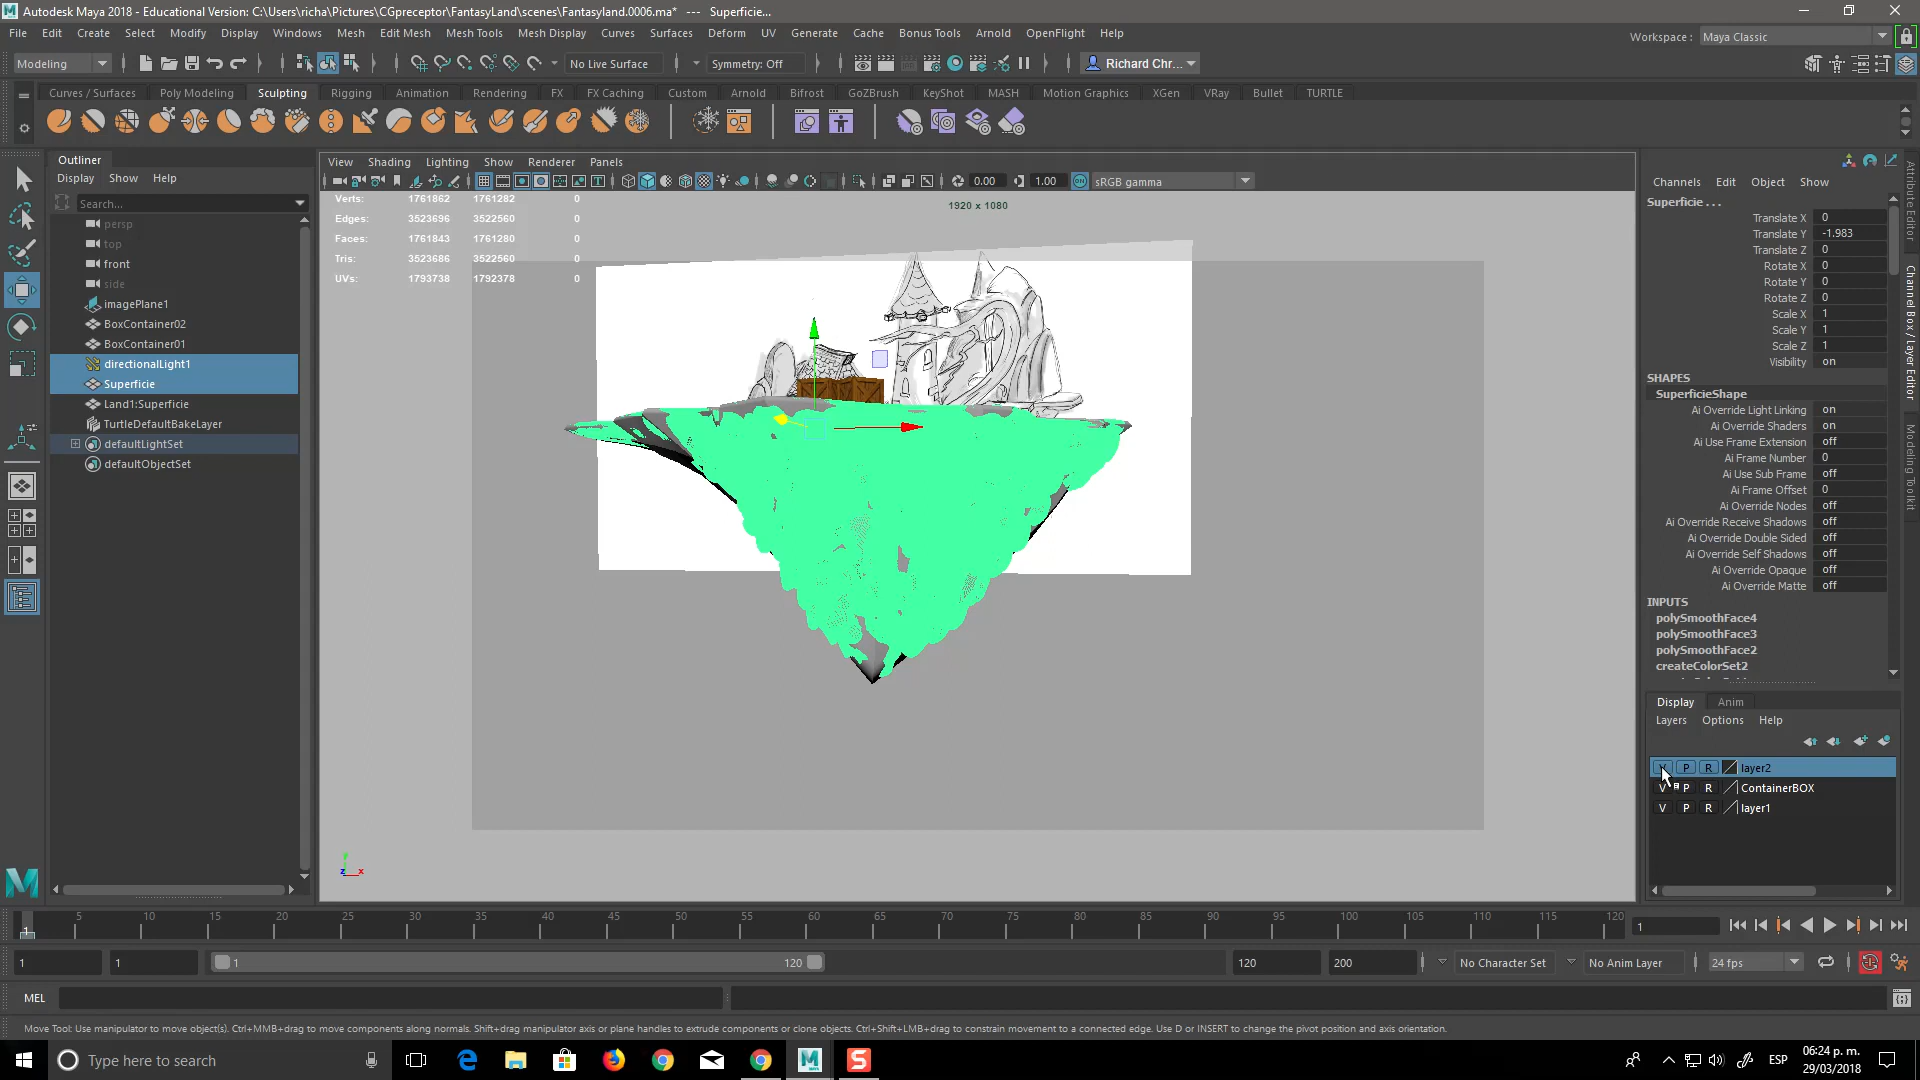 Autodesk Maya 2018 - Educational Version: C:\Users\richa\Pictures\CGpreceptor\FantasyLand\scenes\Fantasyland.0006.ma* --- Superficie...
File Edit Create Select Modify Display Windows Mesh Edit Mesh Mesh Tools Mesh Display Curves Surfaces Deform UV Generate Cache Bonus Tools Arnold OpenFlight Help
Workspace : Maya Classic
Modeling No Live Surface Symmetry: Off Richard Chr...
Curves / Surfaces Poly Modeling Sculpting Rigging Animation Rendering FX FX Caching Custom Arnold Bifrost GoZBrush KeyShot MASH Motion Graphics XGen VRay Bullet TURTLE
Outliner
Display Show Help
Search...
persp
top
front
side
imagePlane1
BoxContainer02
BoxContainer01
directionalLight1
Superficie
Land1:Superficie
TurtleDefaultBakeLayer
defaultLightSet
defaultObjectSet
View Shading Lighting Show Renderer Panels
0.00 1.00 ON sRGB gamma
Verts: 1761862 1761282 0
Edges: 3523696 3522560 0
Faces: 1761843 1761280 0
Tris: 3523686 3522560 0
UVs: 1793738 1792378 0
1920 x 1080
z x
Channels Edit Object Show
Superficie . . .
Translate X 0
Translate Y -1.983
Translate Z 0
Rotate X 0
Rotate Y 0
Rotate Z 0
Scale X 1
Scale Y 1
Scale Z 1
Visibility on
SHAPES
SuperficieShape
Ai Override Light Linking on
Ai Override Shaders on
Ai Use Frame Extension off
Ai Frame Number 0
Ai Use Sub Frame off
Ai Frame Offset 0
Ai Override Nodes off
Ai Override Receive Shadows off
Ai Override Double Sided off
Ai Override Self Shadows off
Ai Override Opaque off
Ai Override Matte off
INPUTS
polySmoothFace4
polySmoothFace3
polySmoothFace2
createColorSet2
Attribute Editor
Channel Box / Layer Editor
Modeling Toolkit
Display Anim
Layers Options Help
V P R layer2
V P R ContainerBOX
V P R layer1
5 10 15 20 25 30 35 40 45 50 55 60 65 70 75 80 85 90 95 100 105 110 115 120
1 1
1 1 1 120 120 200 No Character Set No Anim Layer 24 fps
MEL
Move Tool: Use manipulator to move object(s). Ctrl+MMB+drag to move components along normals. Shift+drag manipulator axis or plane handles to extrude components or clone objects. Ctrl+Shift+LMB+drag to constrain movement to a connected edge. Use D or INSERT to change the pivot position and axis orientation.
Type here to search
ESP
06:24 p. m.
29/03/2018